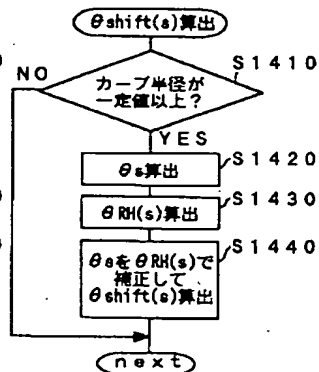 θshift(s)算出
NO
カーブ半径が
一定値以上?
S1410
YES
θs算出
S1420
θRH(s)算出
S1430
θsをθRH(s)で
補正して
θshift(s)算出
S1440
next